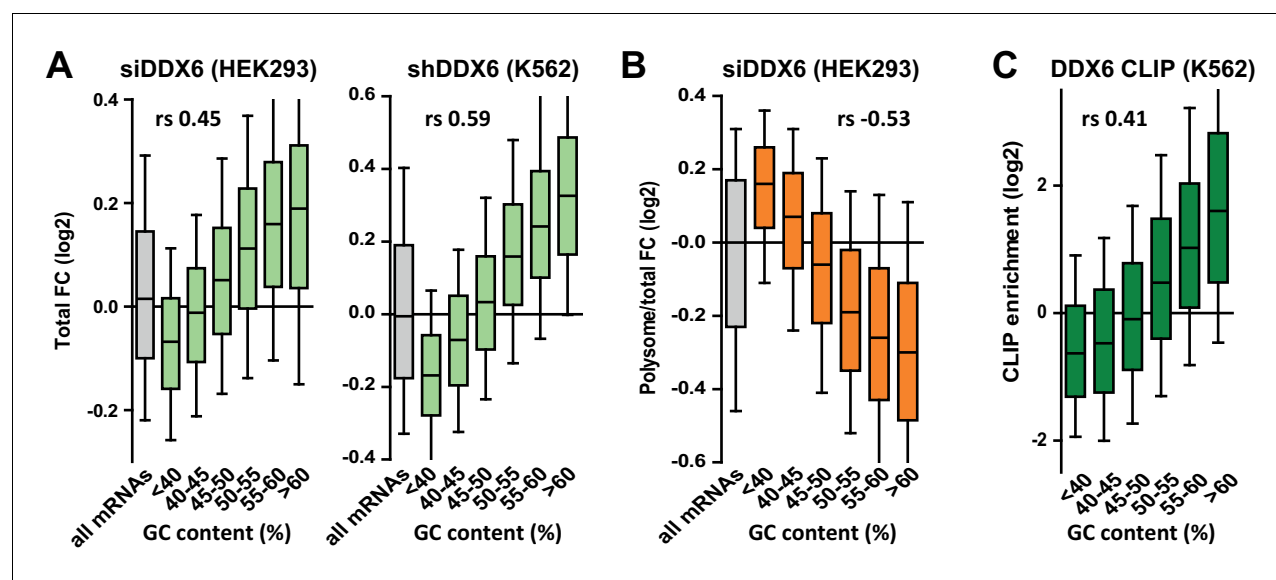 A
siDDX6 (HEK293)
rs 0.45
Total FC (log2)
0.4
0.2
0.0
-0.2
all mRNAs
<40
40-45
45-50
50-55
55-60
>60
GC content (%)
shDDX6 (K562)
rs 0.59
0.6
0.4
0.2
0.0
-0.2
-0.4
all mRNAs
<40
40-45
45-50
50-55
55-60
>60
GC content (%)
B
siDDX6 (HEK293)
rs -0.53
Polysome/total FC (log2)
0.4
0.2
-0.0
-0.2
-0.4
-0.6
all mRNAs
<40
40-45
45-50
50-55
55-60
>60
GC content (%)
C
DDX6 CLIP (K562)
rs 0.41
CLIP enrichment (log2)
2
0
-2
<40
40-45
45-50
50-55
55-60
>60
GC content (%)